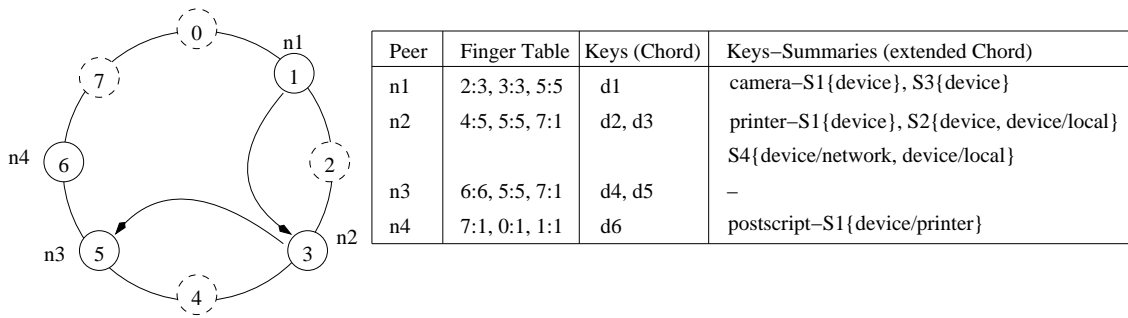 0
n1
1
7
n4
6
2
n3
5
3
n2
4
Peer Finger Table Keys (Chord) Keys–Summaries (extended Chord)
n1 2:3, 3:3, 5:5 d1 camera–S1{device}, S3{device}
n2 4:5, 5:5, 7:1 d2, d3 printer–S1{device}, S2{device, device/local}
S4{device/network, device/local}
n3 6:6, 5:5, 7:1 d4, d5 –
n4 7:1, 0:1, 1:1 d6 postscript–S1{device/printer}